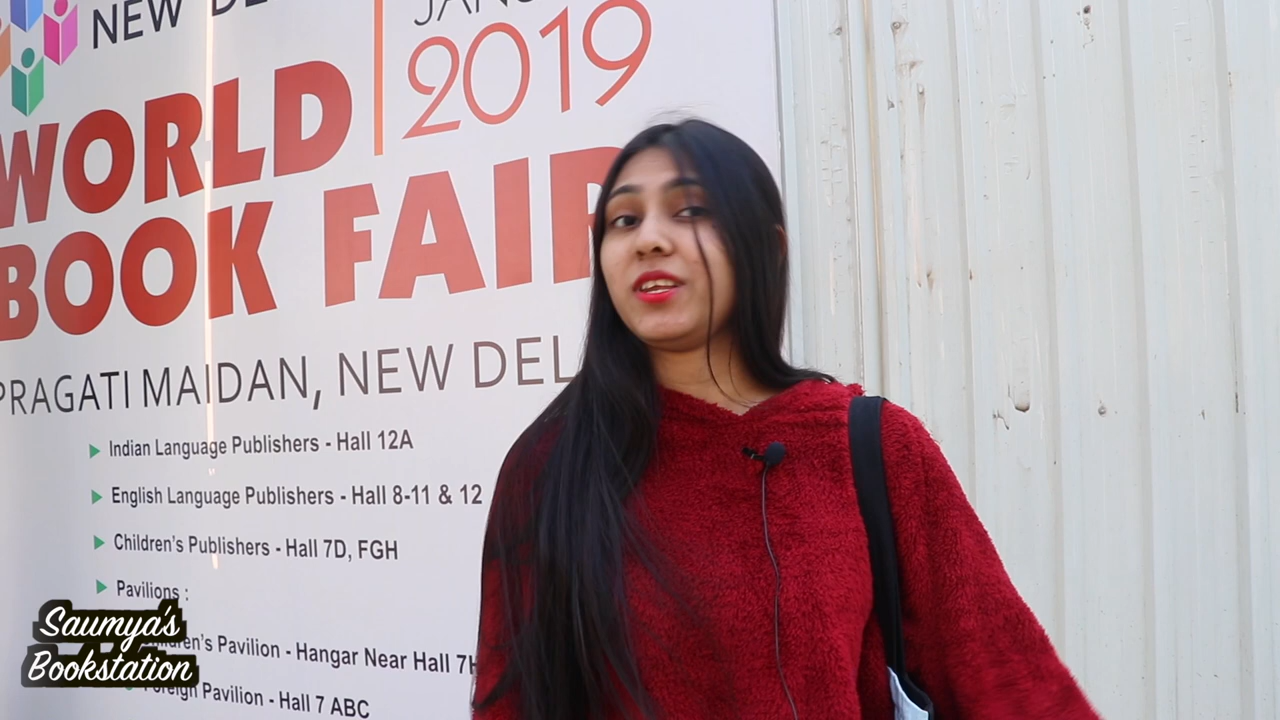 NEW DE
JANU
2019
WORLD
BOOK FAIR
PRAGATI MAIDAN, NEW DEL
Indian Language Publishers - Hall 12A
English Language Publishers - Hall 8-11 & 12
Children's Publishers - Hall 7D, FGH
Pavilions :
ren's Pavilion - Hangar Near Hall 7H
Foreign Pavilion - Hall 7 ABC
Saumya's
Bookstation